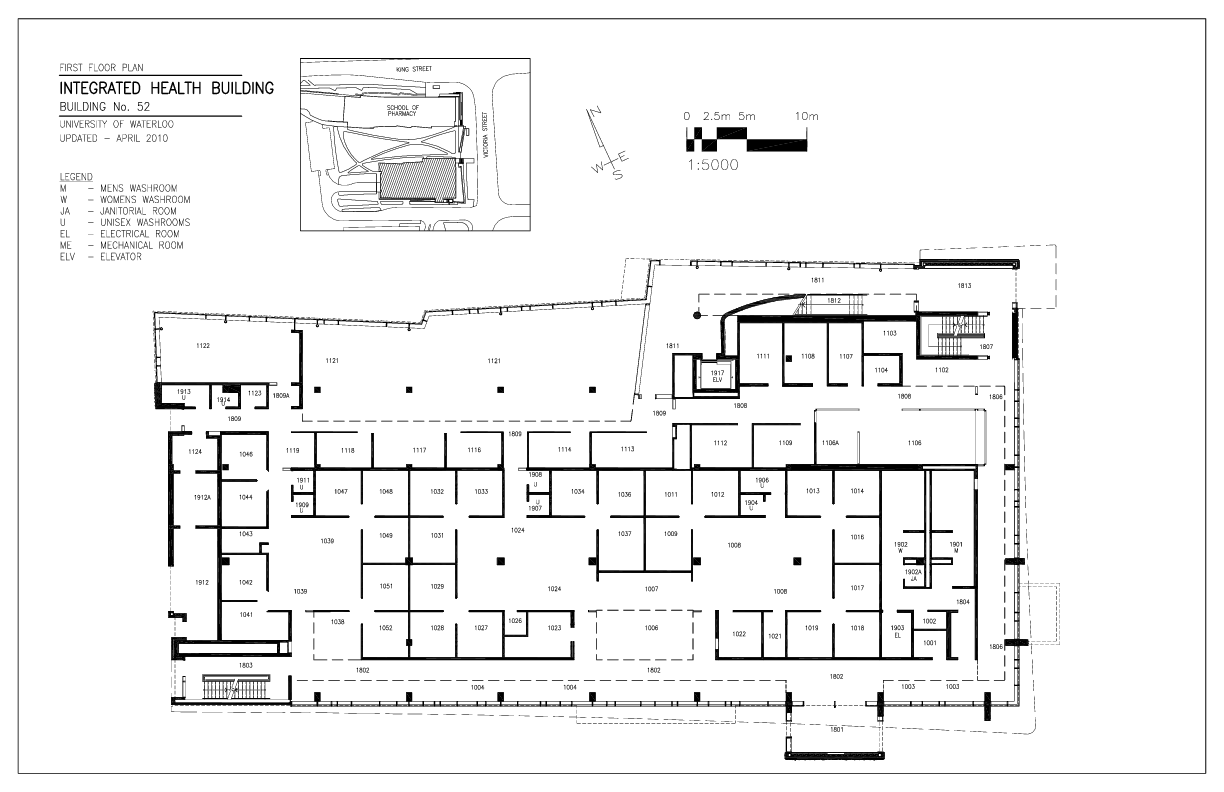 FIRST FLOOR PLAN
INTEGRATED HEALTH BUILDING
BUILDING No. 52
UNIVERSITY OF WATERLOO
UPDATED – APRIL 2010
LEGEND
M – MENS WASHROOM
W – WOMENS WASHROOM
JA – JANITORIAL ROOM
U – UNISEX WASHROOMS
EL – ELECTRICAL ROOM
ME – MECHANICAL ROOM
ELV – ELEVATOR
KING STREET
SCHOOL OF
PHARMACY
VICTORIA STREET
N
W E
S
0 2.5m 5m 10m
1:5000
1811
1813
1812
1103
1122
1121
1121
1811
1111
1108
1107
1807
1104
1102
1917
ELV
1913
U
1914
U
1123
1809A
1808
1808
1806
1809
1809
1809
1124
1046
1119
1118
1117
1116
1114
1113
1112
1109
1106A
1106
1911
U
1908
U
1906
U
1912A
1044
1047
1048
1032
1033
1034
1036
1011
1012
1013
1014
1909
U
U
1907
1904
U
1043
1039
1049
1031
1024
1037
1009
1008
1016
1902
W
1901
M
1902A
JA
1912
1042
1039
1051
1029
1024
1007
1008
1017
1804
1041
1038
1052
1028
1027
1026
1023
1006
1022
1021
1019
1018
1903
EL
1002
1001
1806
1803
1802
1802
1802
1004
1004
1003
1003
1801